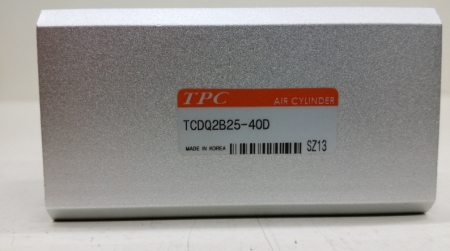 TPC AIR CYLINDER
TCDQ2B25-40D
MADE IN KOREA SZ13